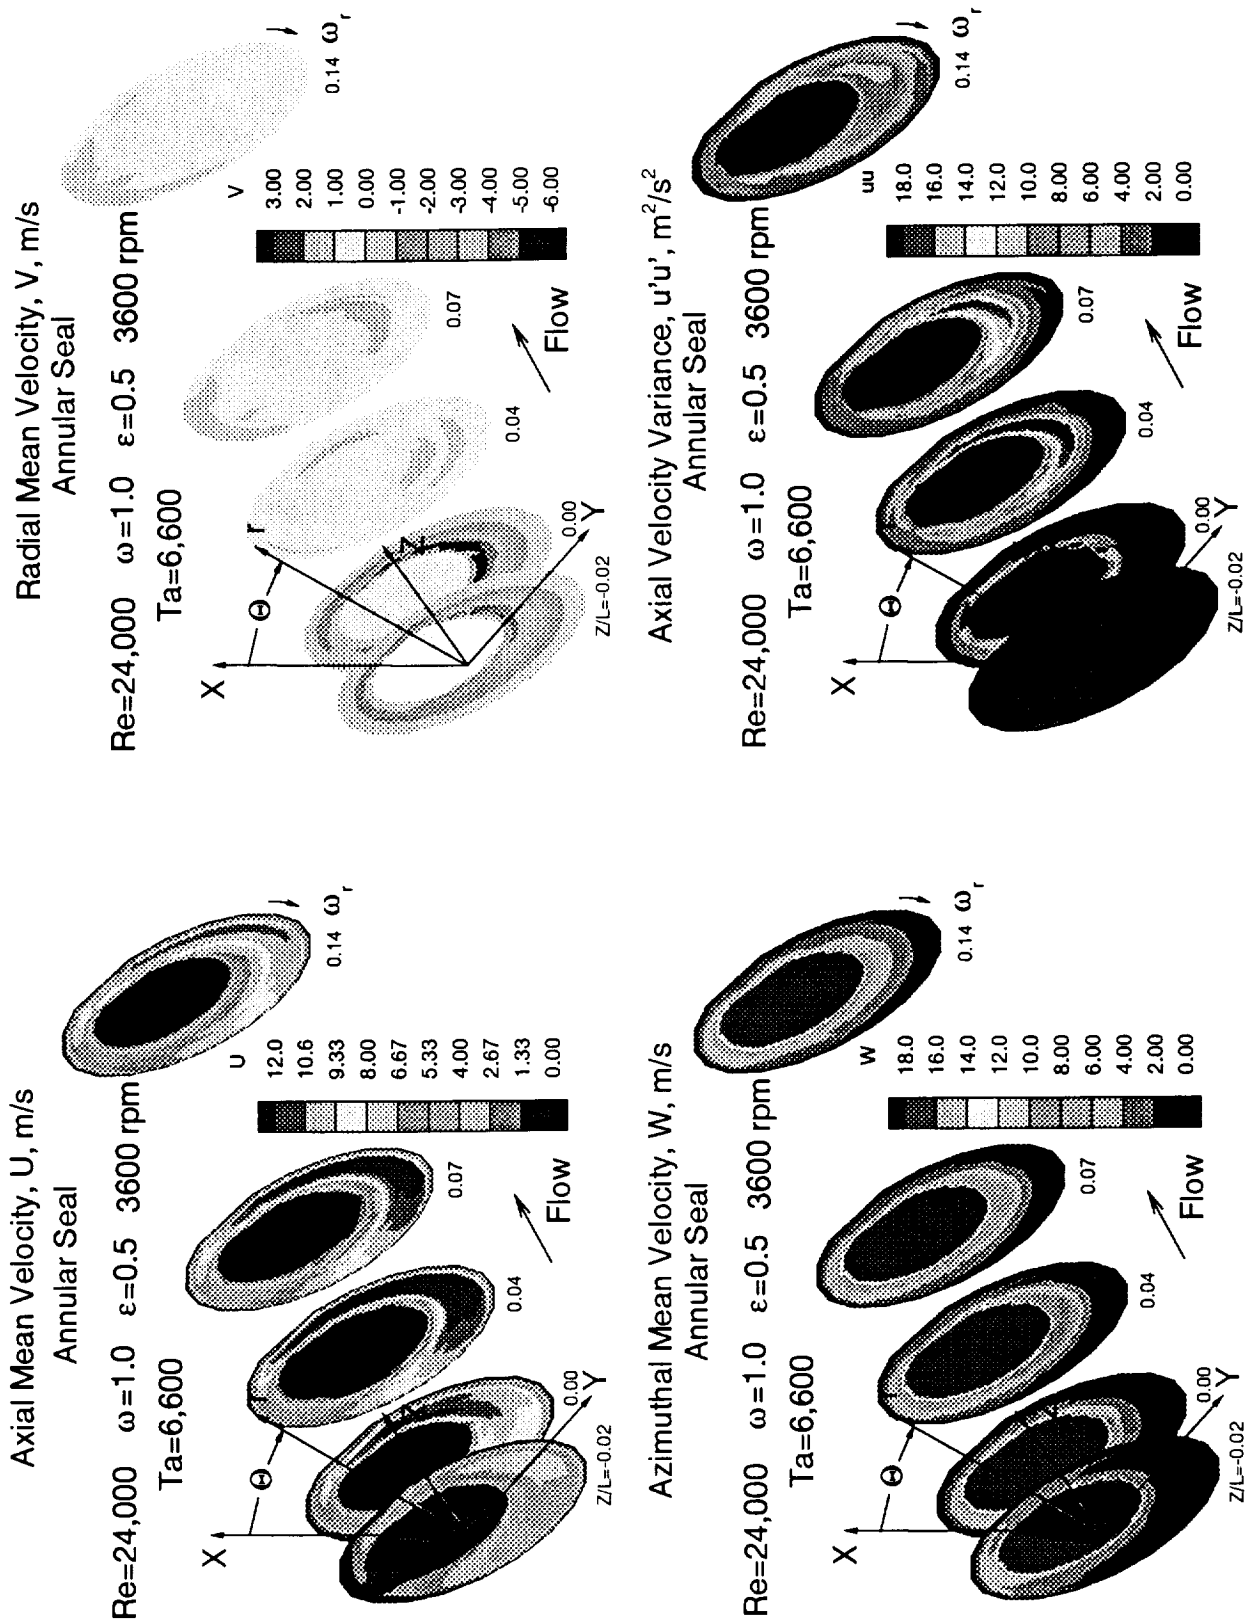 Axial Mean Velocity, U, m/s
Annular Seal
Re=24,000 ω=1.0 ε=0.5 3600 rpm
Ta=6,600
X
Θ
r
Z
Y
Z/L=-0.02
0.00
0.04
0.07
0.14
ω r
Flow
U
12.0
10.6
9.33
8.00
6.67
5.33
4.00
2.67
1.33
0.00
Radial Mean Velocity, V, m/s
Annular Seal
Re=24,000 ω=1.0 ε=0.5 3600 rpm
Ta=6,600
X
Θ
r
Z
Y
Z/L=-0.02
0.00
0.04
0.07
0.14
ω r
Flow
V
3.00
2.00
1.00
0.00
-1.00
-2.00
-3.00
-4.00
-5.00
-6.00
Azimuthal Mean Velocity, W, m/s
Annular Seal
Re=24,000 ω=1.0 ε=0.5 3600 rpm
Ta=6,600
X
Θ
r
Z
Y
Z/L=-0.02
0.00
0.04
0.07
0.14
ω r
Flow
W
18.0
16.0
14.0
12.0
10.0
8.00
6.00
4.00
2.00
0.00
Axial Velocity Variance, u'u', m²/s²
Annular Seal
Re=24,000 ω=1.0 ε=0.5 3600 rpm
Ta=6,600
X
Θ
Y
Z/L=-0.02
0.00
0.04
0.07
0.14
ω r
Flow
uu
18.0
16.0
14.0
12.0
10.0
8.00
6.00
4.00
2.00
0.00